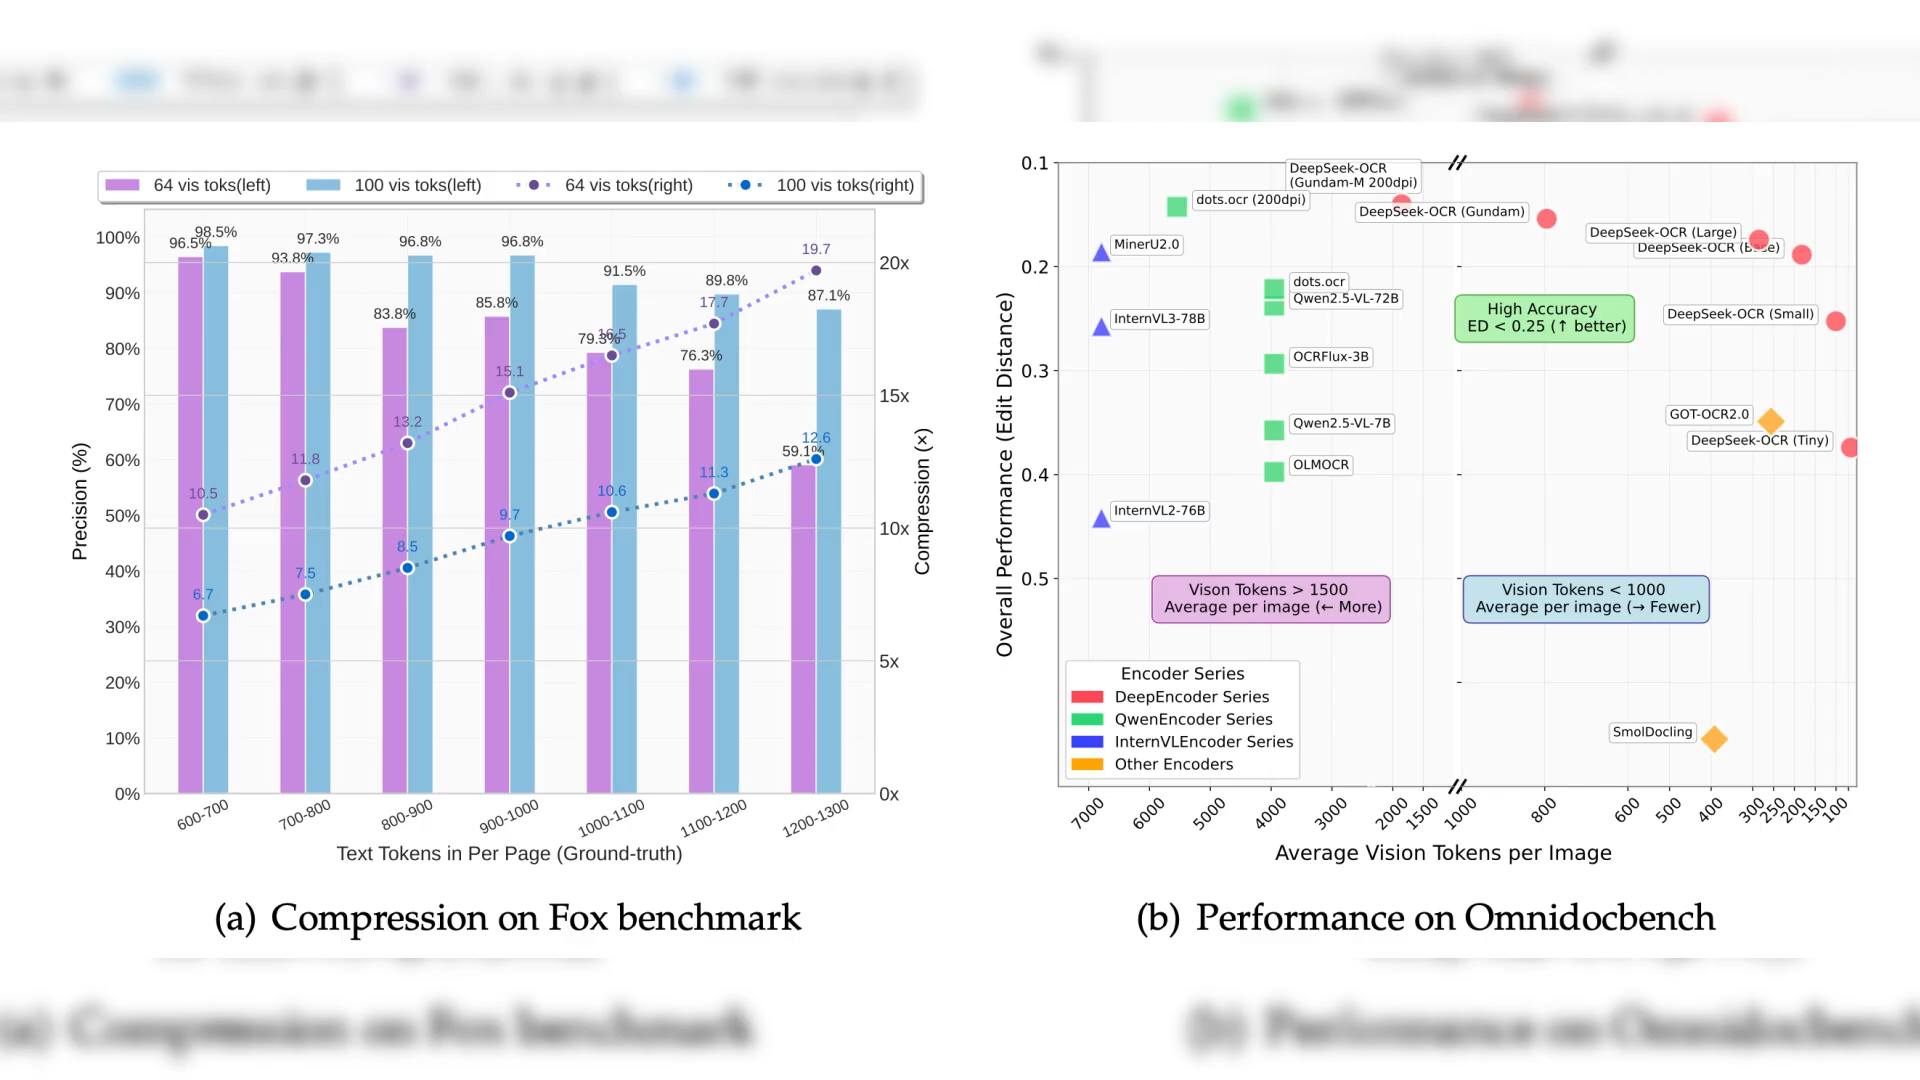 64 vis toks(left) 100 vis toks(left) 64 vis toks(right) 100 vis toks(right)
100%
90%
80%
70%
60%
50%
40%
30%
20%
10%
0%
Precision (%)
96.5% 98.5%
93.8% 97.3%
83.8% 96.8%
85.8% 96.8%
79.3% 91.5%
76.3% 89.8%
59.1% 87.1%
10.5 11.8 13.2 15.1 16.5 17.7 19.7
6.7 7.5 8.5 9.7 10.6 11.3 12.6
20x
15x
10x
5x
0x
Compression (×)
600-700 700-800 800-900 900-1000 1000-1100 1100-1200 1200-1300
Text Tokens in Per Page (Ground-truth)
(a) Compression on Fox benchmark
0.1
0.2
0.3
0.4
0.5
Overall Performance (Edit Distance)
DeepSeek-OCR
(Gundam-M 200dpi)
dots.ocr (200dpi)
DeepSeek-OCR (Gundam)
DeepSeek-OCR (Large)
DeepSeek-OCR (Base)
MinerU2.0
dots.ocr
Qwen2.5-VL-72B
High Accuracy
ED < 0.25 (↑ better)
DeepSeek-OCR (Small)
InternVL3-78B
OCRFlux-3B
GOT-OCR2.0
Qwen2.5-VL-7B
DeepSeek-OCR (Tiny)
OLMOCR
InternVL2-76B
Vison Tokens > 1500
Average per image (← More)
Vision Tokens < 1000
Average per image (→ Fewer)
Encoder Series
DeepEncoder Series
QwenEncoder Series
InternVLEncoder Series
Other Encoders
SmolDocling
7000 6000 5000 4000 3000 2000 1500 1000 800 600 500 400 300 250 200 150 100
Average Vision Tokens per Image
(b) Performance on Omnidocbench
(a) Compression on Fox benchmark
(b) Performance on Omnidocbench